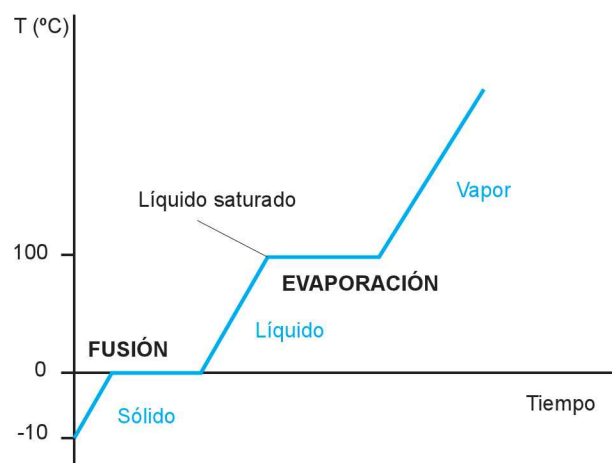 T (ºC)
Líquido saturado
Vapor
100
EVAPORACIÓN
Líquido
FUSIÓN
0
Tiempo
Sólido
-10